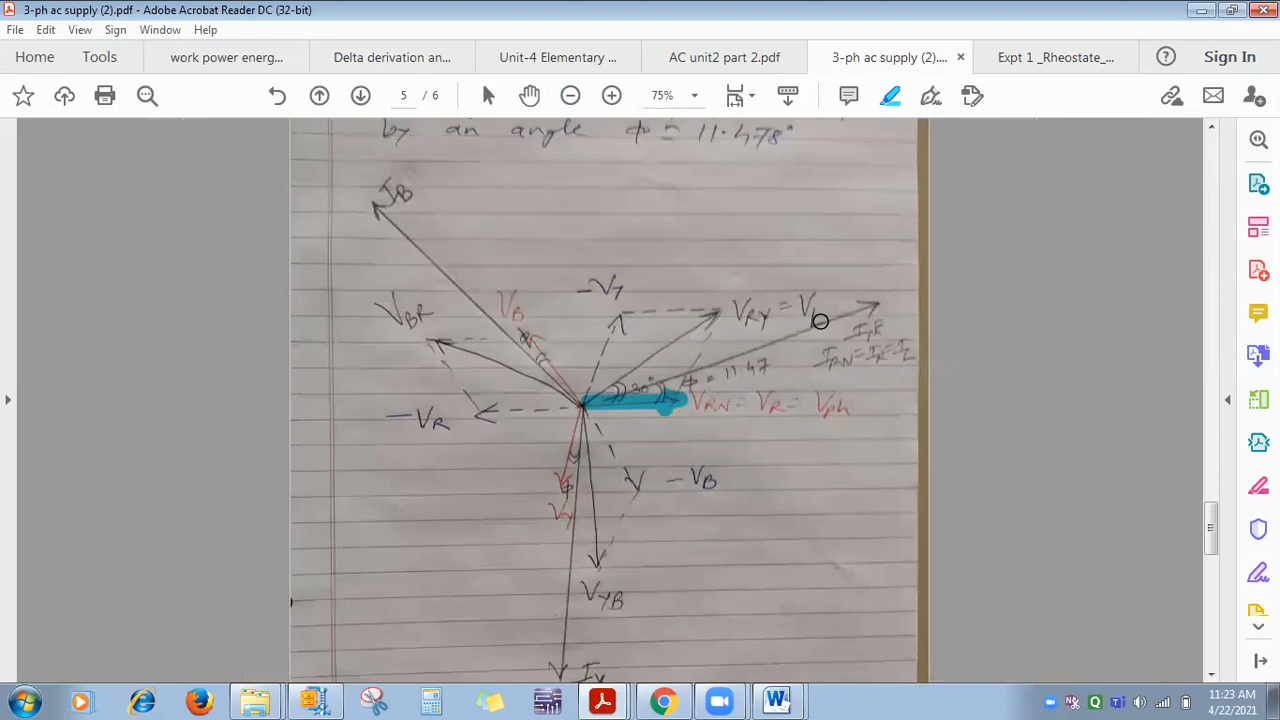 3-ph ac supply (2).pdf - Adobe Acrobat Reader DC (32-bit)
File Edit View Sign Window Help
Home Tools work power energ... Delta derivation an... Unit-4 Elementary ... AC unit2 part 2.pdf 3-ph ac supply (2).... × Expt 1 _Rheostate_... Sign In
5 / 6 75%
by an angle φ = 11.478°
IB
-VY
VB
VBR
VRY = VL
IRN = IR = IL
30° φ = 11.47
VRN = VR = Vph
-VR
-VB
φ
VY
VYB
IY
11:23 AM
4/22/2021